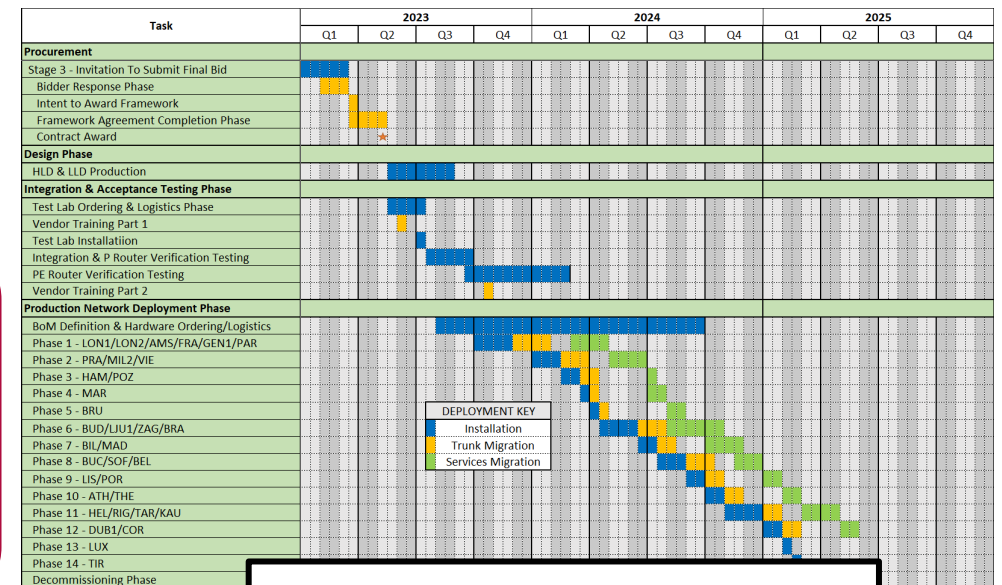 Task
2023 2024 2025
Q1 Q2 Q3 Q4 Q1 Q2 Q3 Q4 Q1 Q2 Q3 Q4
Procurement
Stage 3 - Invitation To Submit Final Bid
Bidder Response Phase
Intent to Award Framework
Framework Agreement Completion Phase
Contract Award
Design Phase
HLD & LLD Production
Integration & Acceptance Testing Phase
Test Lab Ordering & Logistics Phase
Vendor Training Part 1
Test Lab Installatiion
Integration & P Router Verification Testing
PE Router Verification Testing
Vendor Training Part 2
Production Network Deployment Phase
BoM Definition & Hardware Ordering/Logistics
Phase 1 - LON1/LON2/AMS/FRA/GEN1/PAR
Phase 2 - PRA/MIL2/VIE
Phase 3 - HAM/POZ
Phase 4 - MAR
Phase 5 - BRU
Phase 6 - BUD/LJU1/ZAG/BRA
Phase 7 - BIL/MAD
Phase 8 - BUC/SOF/BEL
Phase 9 - LIS/POR
Phase 10 - ATH/THE
Phase 11 - HEL/RIG/TAR/KAU
Phase 12 - DUB1/COR
Phase 13 - LUX
Phase 14 - TIR
Decommissioning Phase
DEPLOYMENT KEY
Installation
Trunk Migration
Services Migration